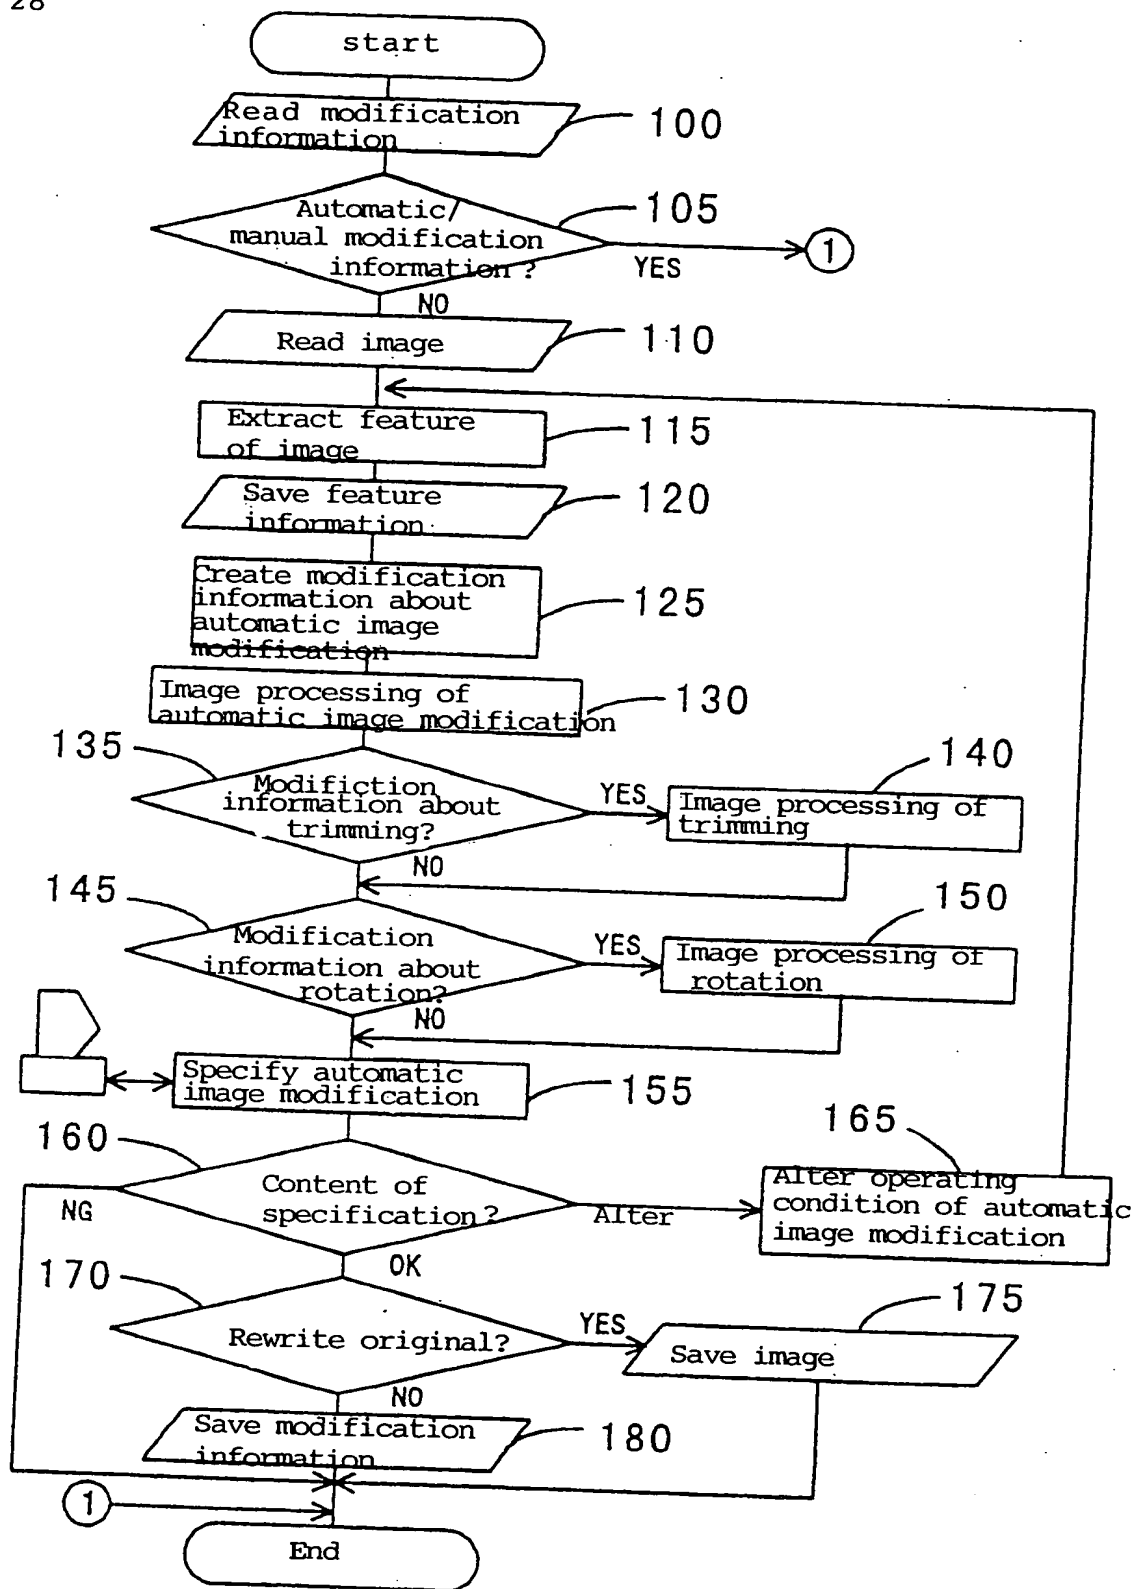 28
start
Read modification
information
100
Automatic/
manual modification
information?
105
YES
1
NO
Read image
110
Extract feature
of image
115
Save feature
information
120
Create modification
information about
automatic image
modification
125
Image processing of
automatic image modification
130
135
Modifiction
information about
trimming?
YES
Image processing of
trimming
140
NO
145
Modification
information about
rotation?
YES
Image processing of
rotation
150
NO
Specify automatic
image modification
155
160
Content of
specification?
NG
Alter
165
Alter operating
condition of automatic
image modification
OK
170
Rewrite original?
YES
Save image
175
NO
Save modification
information
180
1
End